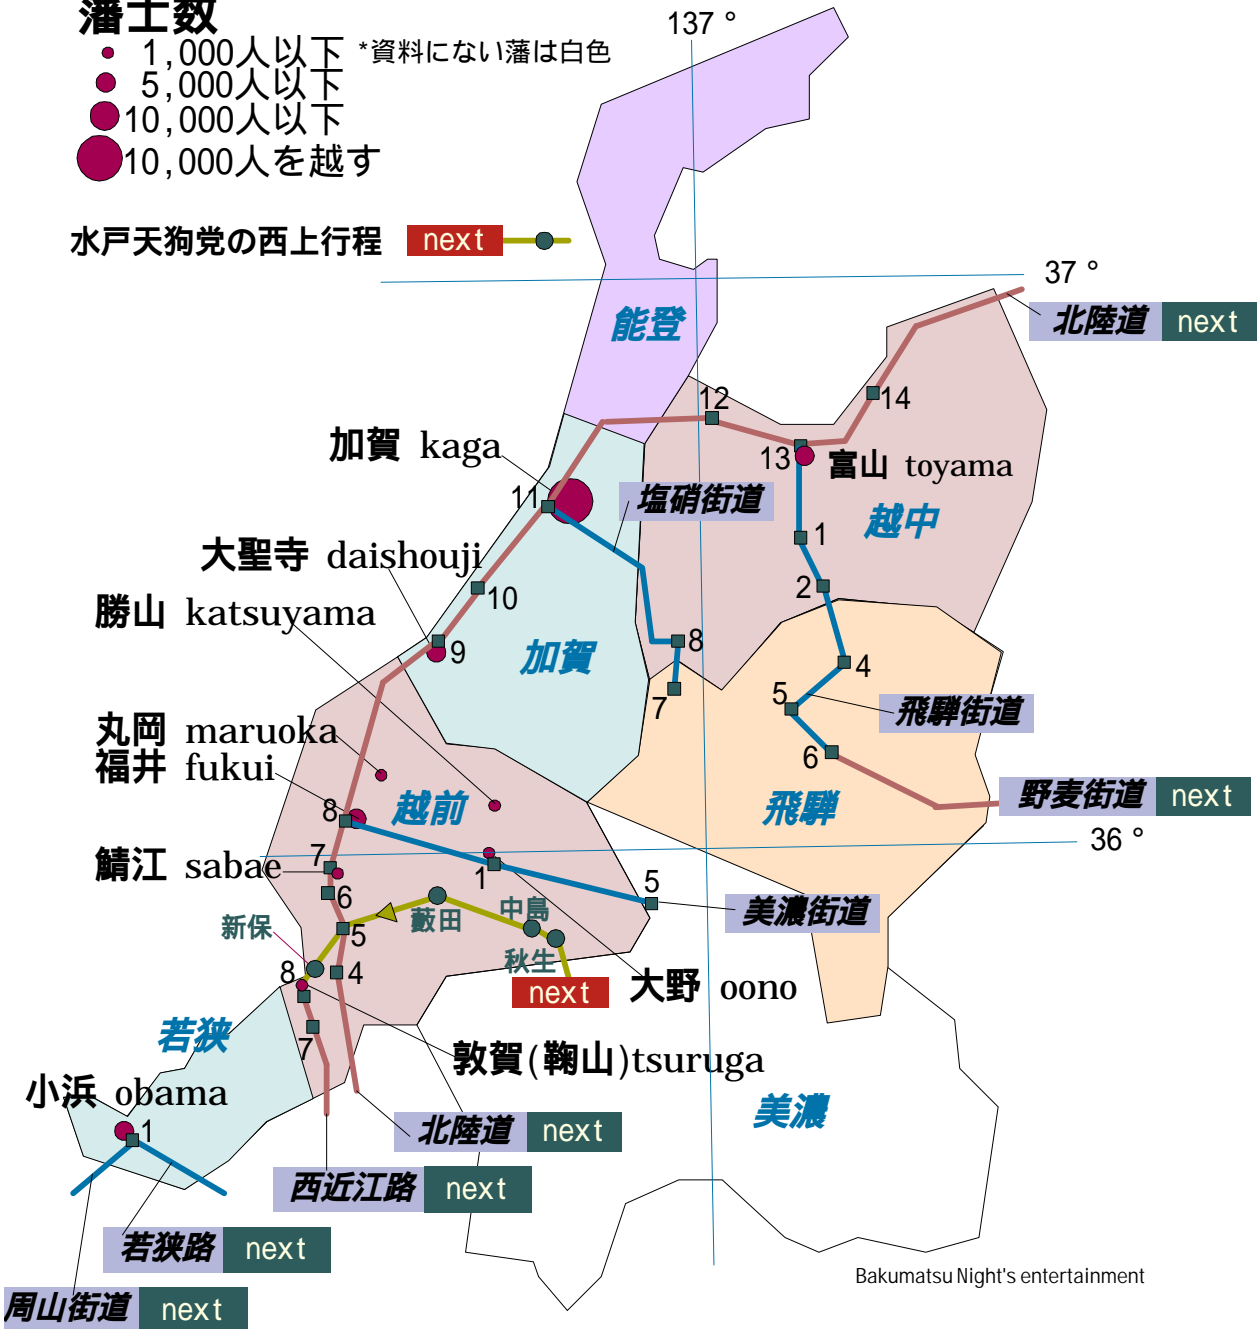 藩士数
1,000人以下 *資料にない藩は白色
5,000人以下
10,000人以下
10,000人を越す
137 °
水戸天狗党の西上行程 next
37 °
北陸道 next
能登
12
14
加賀 kaga
13
富山 toyama
11
塩硝街道
越中
1
大聖寺 daishouji
2
10
勝山 katsuyama
加賀
9
8
4
7
5
飛騨街道
丸岡 maruoka
福井 fukui
6
野麦街道 next
8
越前
飛騨
36 °
鯖江 sabae
7
1
5
6
美濃街道
新保
藪田
中島
5
秋生
8
4
next
大野 oono
若狭
7
敦賀(鞠山)tsuruga
小浜 obama
美濃
1
北陸道 next
西近江路 next
若狭路 next
周山街道 next
Bakumatsu Night's entertainment